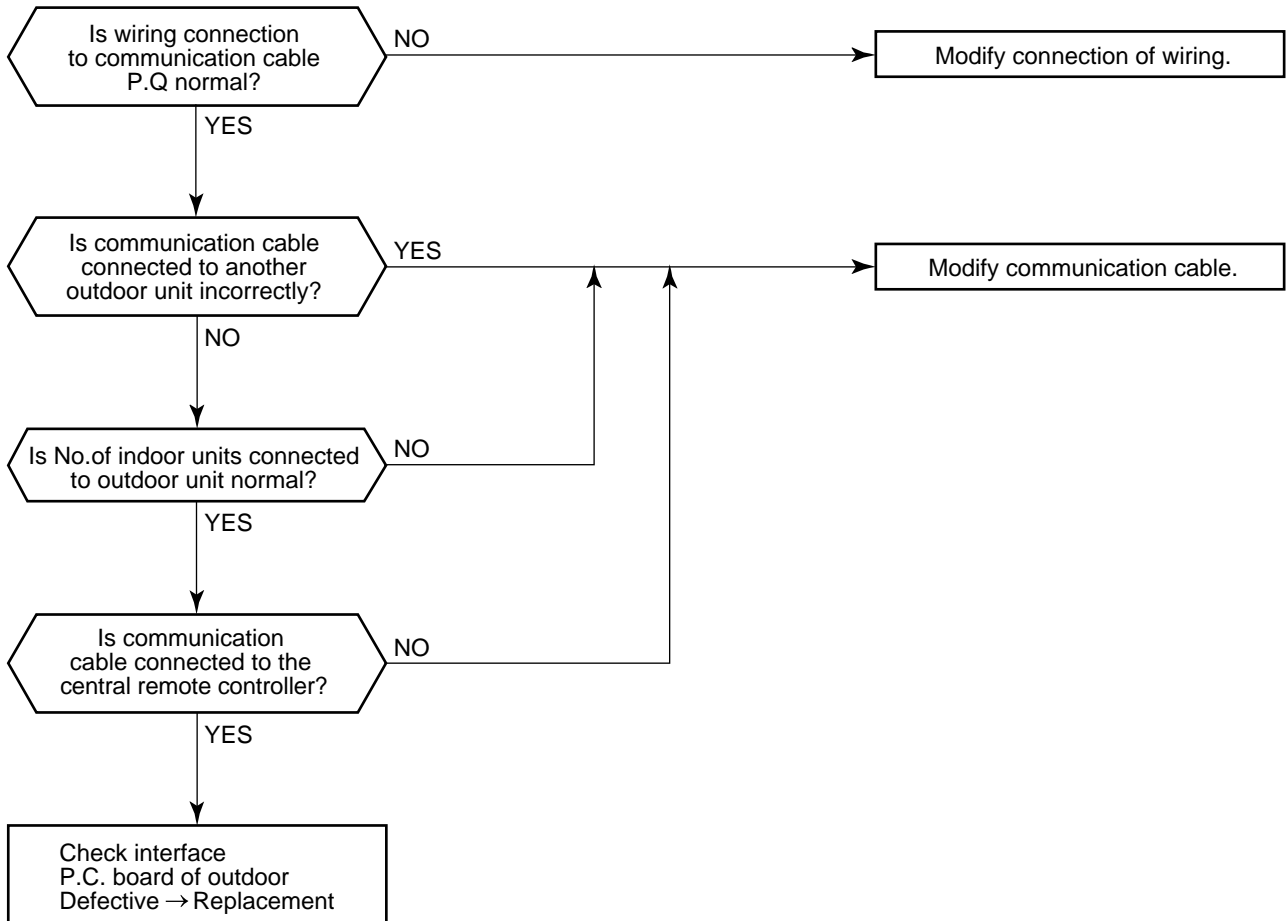 Is wiring connection
to communication cable
P.Q normal?
NO
Modify connection of wiring.
YES
Is communication cable
connected to another
outdoor unit incorrectly?
YES
Modify communication cable.
NO
Is No.of indoor units connected
to outdoor unit normal?
NO
YES
Is communication
cable connected to the
central remote controller?
NO
YES
Check interface
P.C. board of outdoor
Defective → Replacement